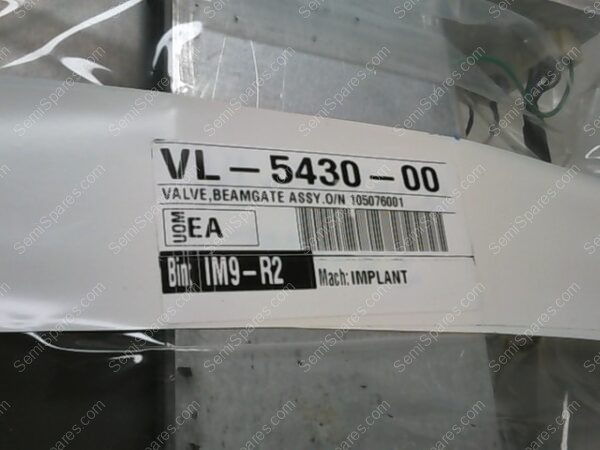 VL-5430-00
VALVE,BEAMGATE ASSY.O/N 105076001
UOM EA
Bin: IM9-R2 Mach: IMPLANT
SemiSpares.com